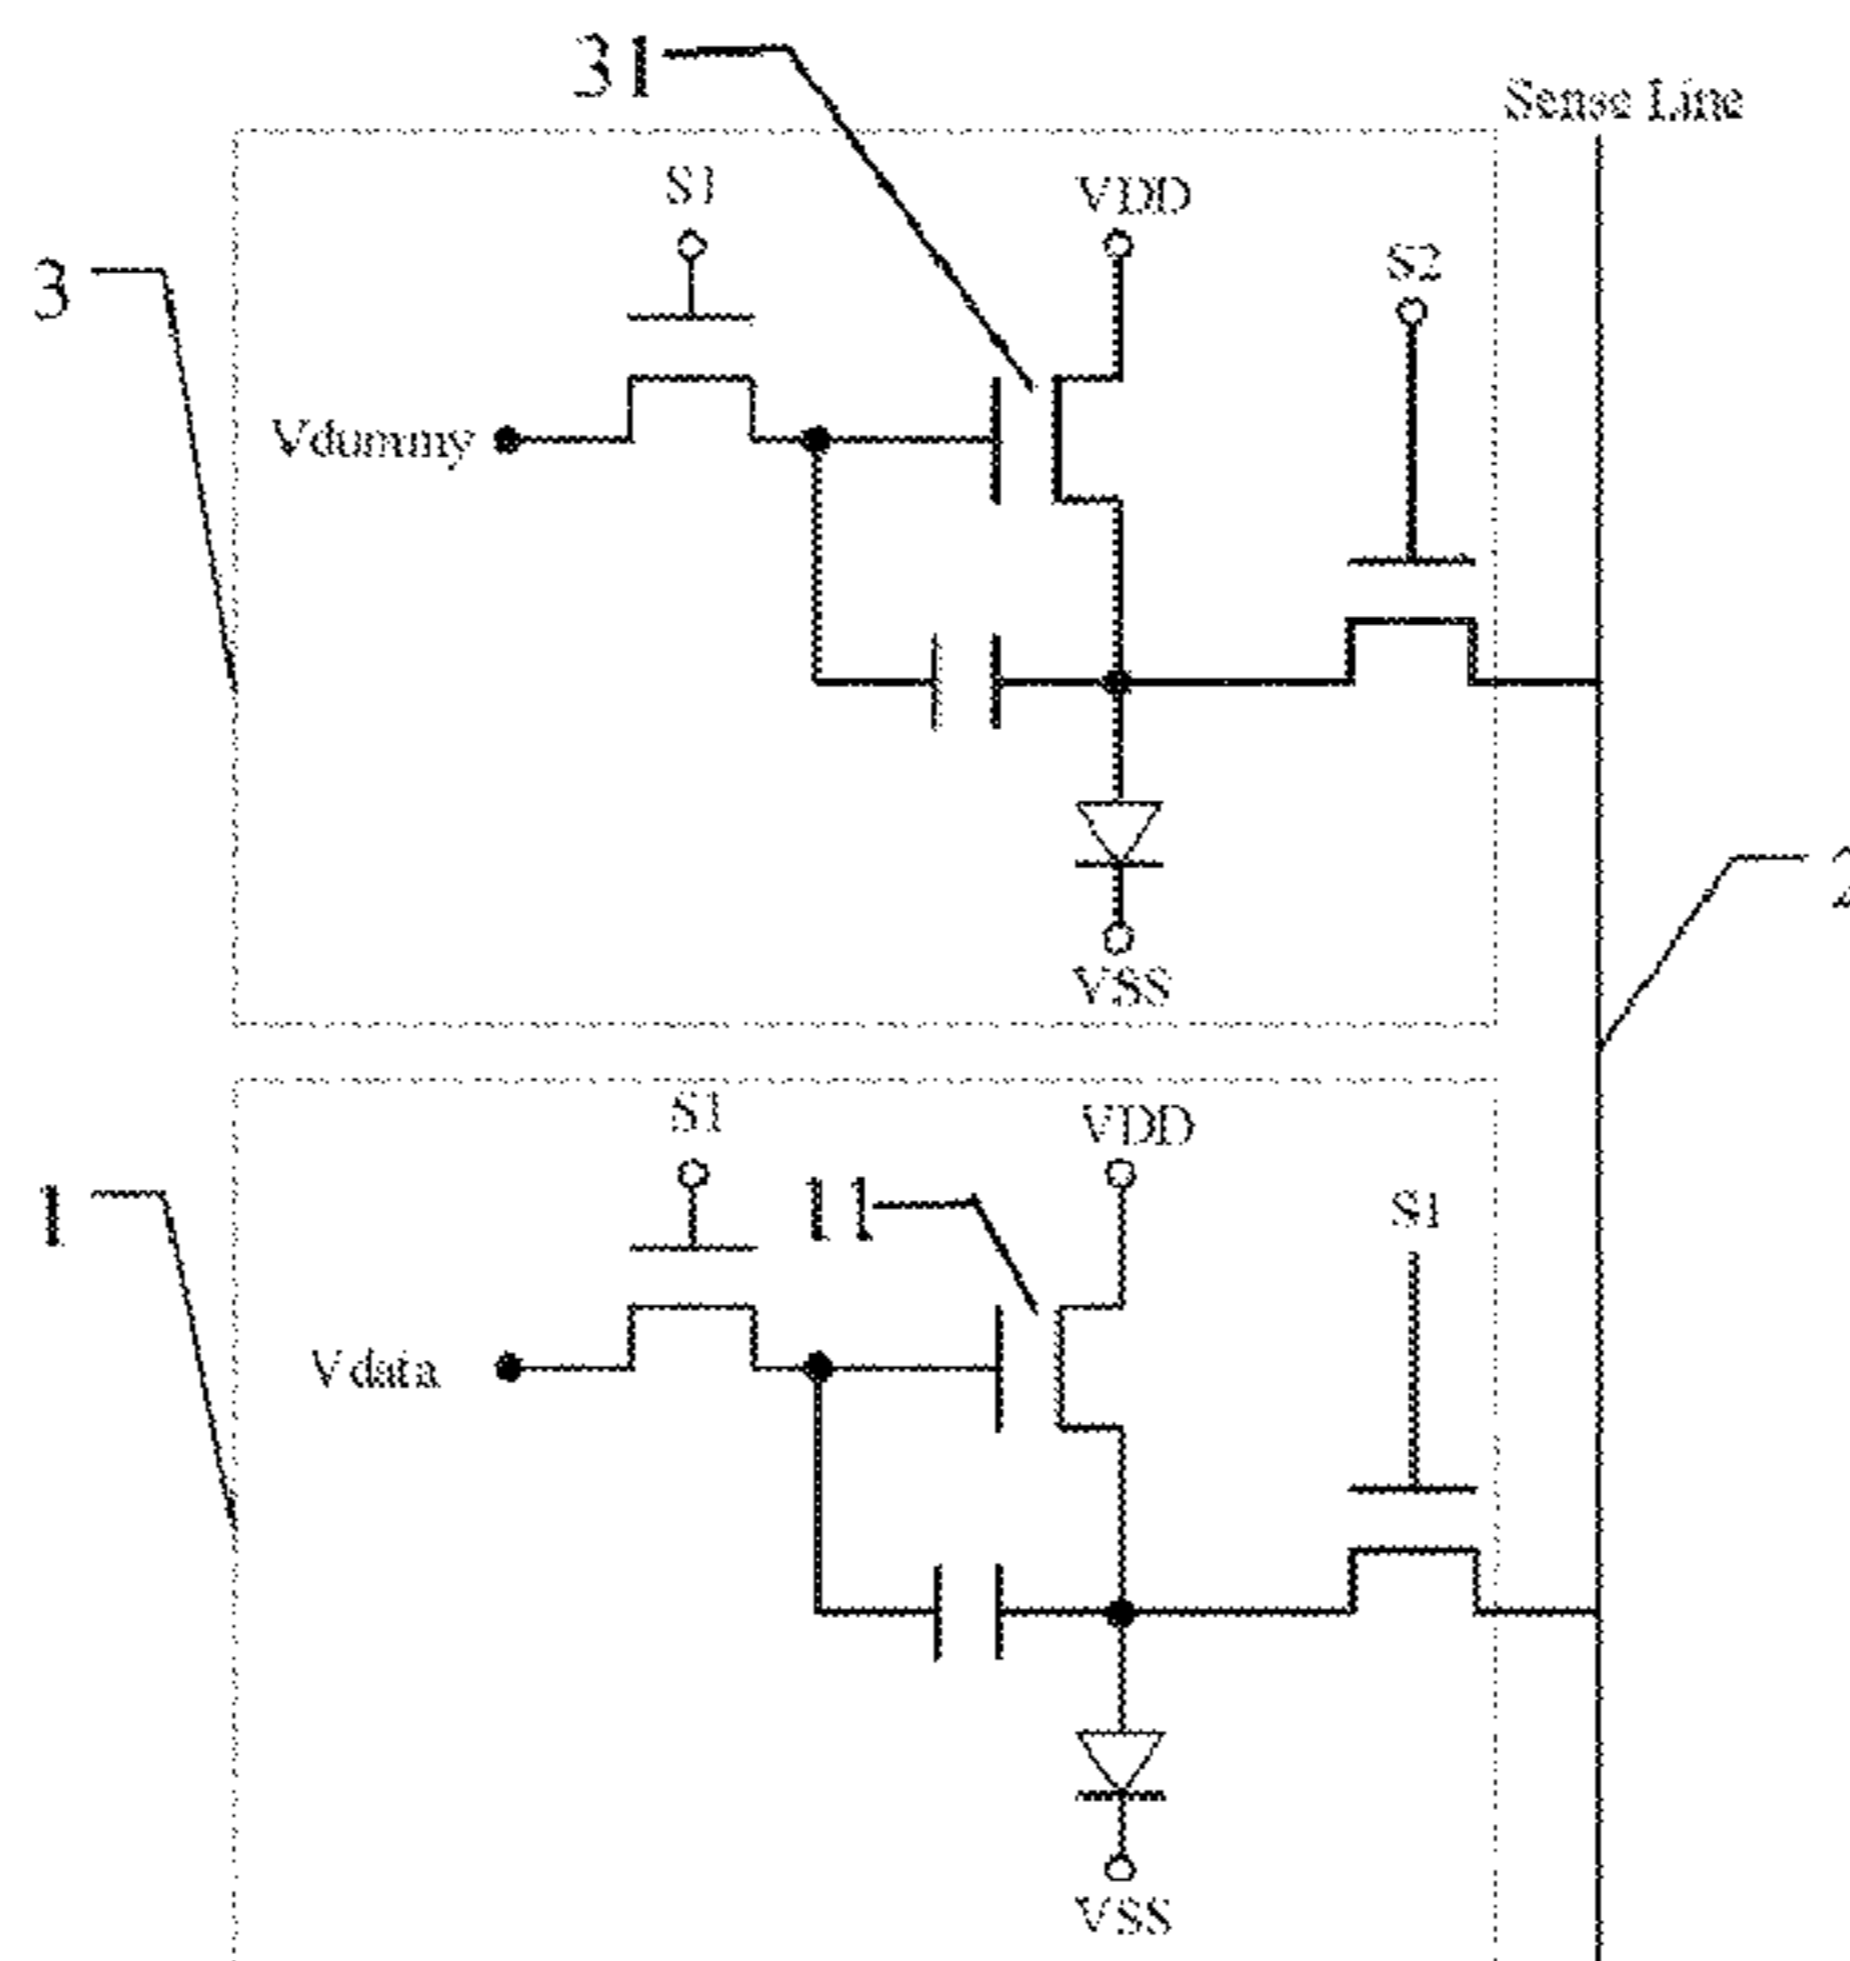 31
Sense Line
S1
VDD
S2
3
Vdummy
2
VSS
S1
VDD
11
S1
1
Vdata
VSS